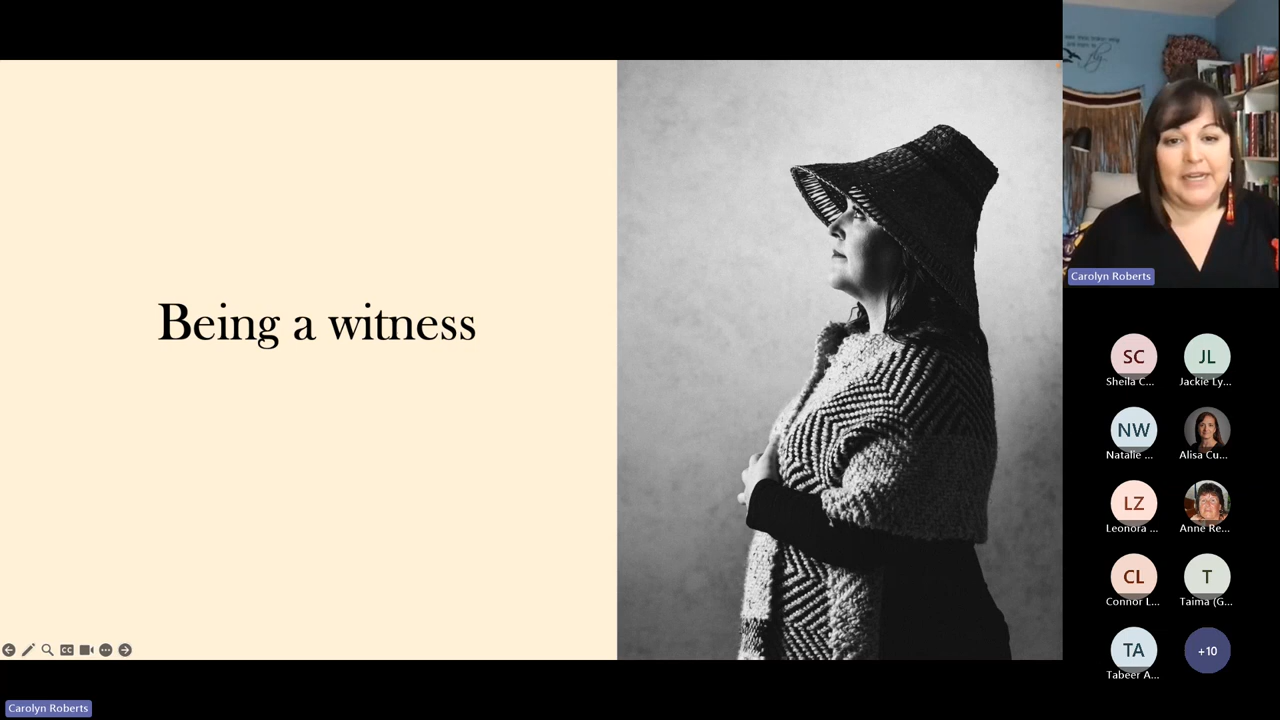 Being a witness
Carolyn Roberts
SC
Sheila C...
JL
Jackie Ly...
NW
Natalie ...
Alisa Cu...
LZ
Leonora ...
Anne Re...
CL
Connor L...
T
Taima (G...
TA
Tabeer A...
+10
CC
Carolyn Roberts